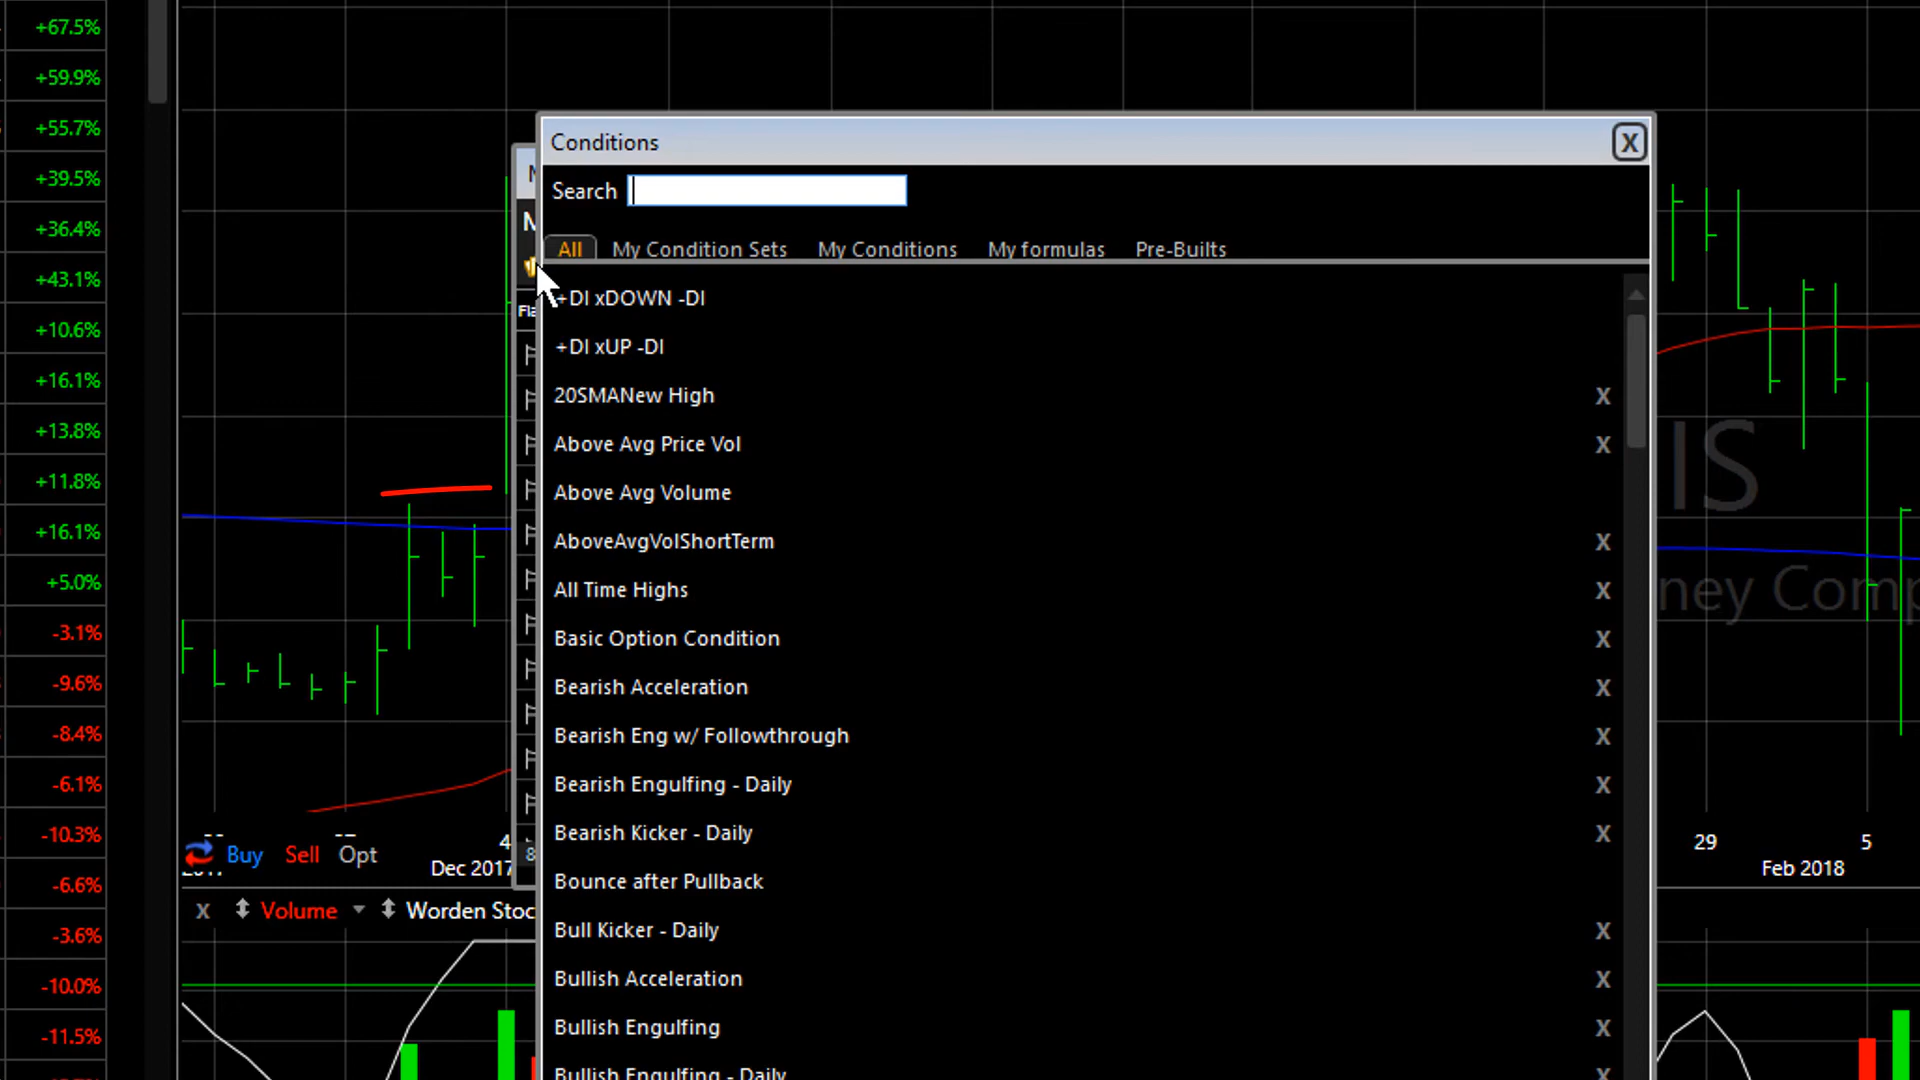 +67.5%
+59.9%
+55.7%
+39.5%
+36.4%
+43.1%
+10.6%
+16.1%
+13.8%
+11.8%
+16.1%
+5.0%
-3.1%
-9.6%
-8.4%
-6.1%
-10.3%
-6.6%
-3.6%
-10.0%
-11.5%
Conditions
X
Search
All My Condition Sets My Conditions My formulas Pre-Builts
+DI xDOWN -DI
+DI xUP -DI
20SMANew High X
Above Avg Price Vol X
Above Avg Volume
AboveAvgVolShortTerm X
All Time Highs X
Basic Option Condition X
Bearish Acceleration X
Bearish Eng w/ Followthrough X
Bearish Engulfing - Daily X
Bearish Kicker - Daily X
Bounce after Pullback
Bull Kicker - Daily X
Bullish Acceleration X
Bullish Engulfing X
Bullish Engulfing - Daily X
IS
ney Comp
Buy Sell Opt
4
Dec 2017
29 5
Feb 2018
X Volume Worden Stoc